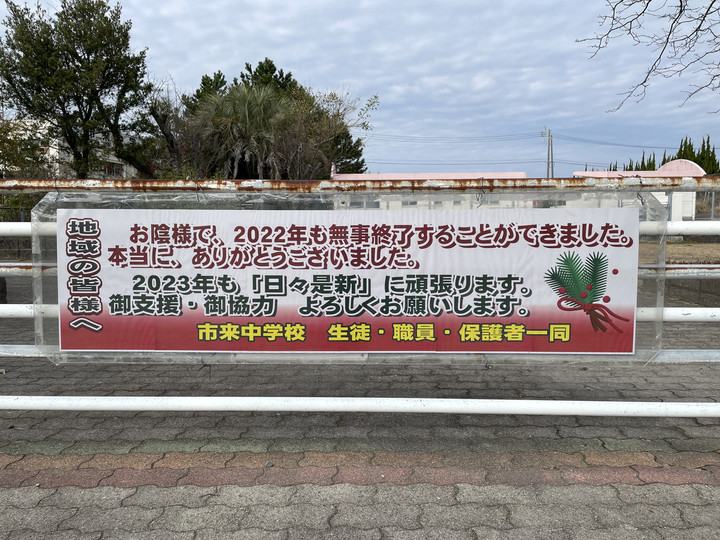 地域の皆様へ
お陰様で、2022年も無事終了することができました。
本当に、ありがとうございました。
2023年も「日々是新」に頑張ります。
御支援・御協力 よろしくお願いします。
市来中学校 生徒・職員・保護者一同